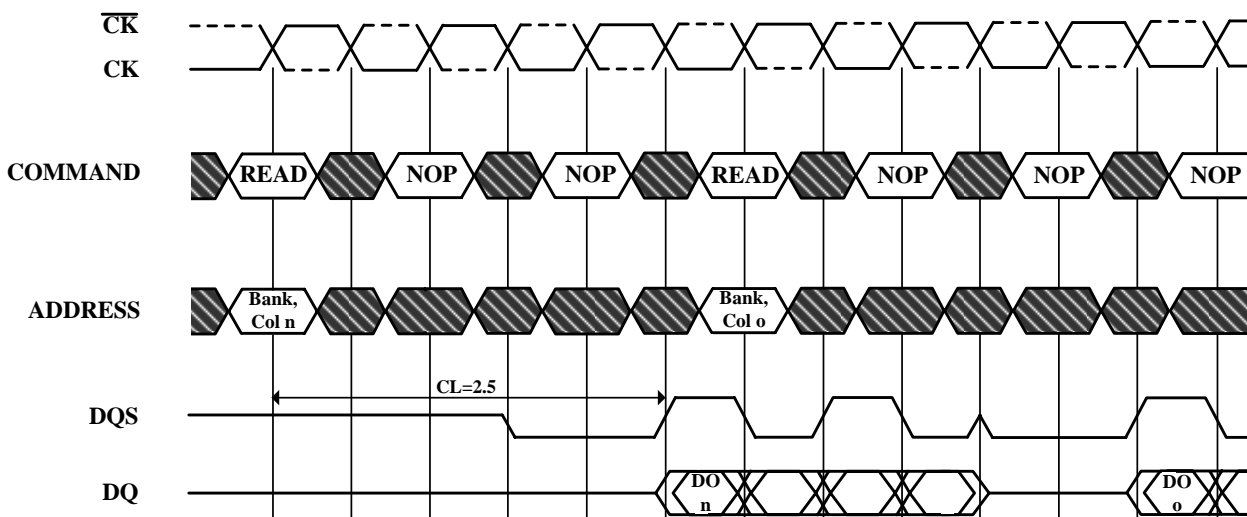 C̅K̅
CK
COMMAND READ NOP NOP READ NOP NOP NOP
ADDRESS Bank, Col n Bank, Col o
CL=2.5
DQS
DQ DO n DO o